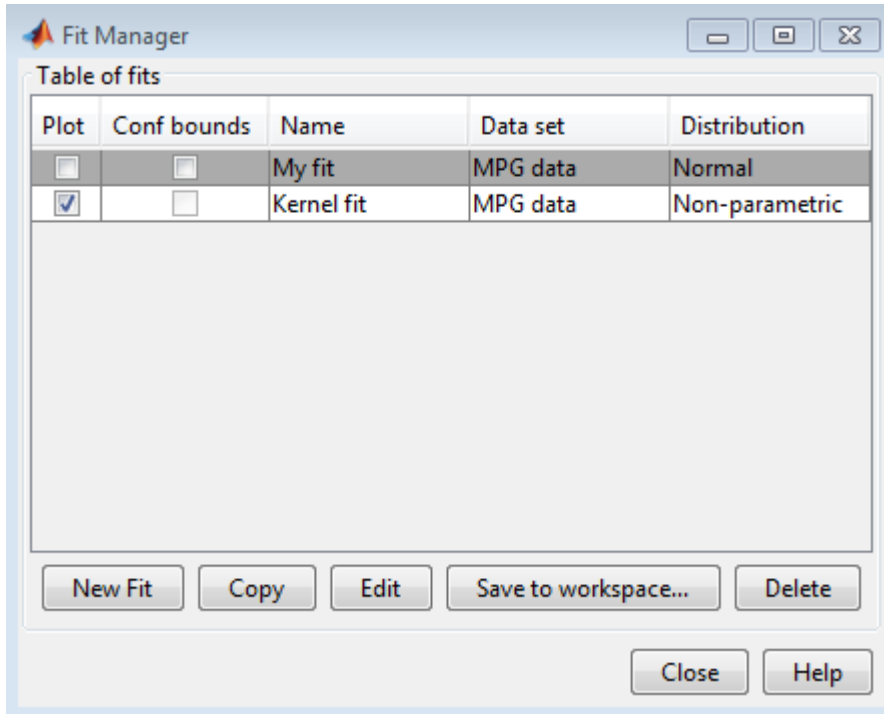 Fit Manager
Table of fits
Plot Conf bounds Name Data set Distribution
My fit MPG data Normal
Kernel fit MPG data Non-parametric
New Fit Copy Edit Save to workspace... Delete
Close Help